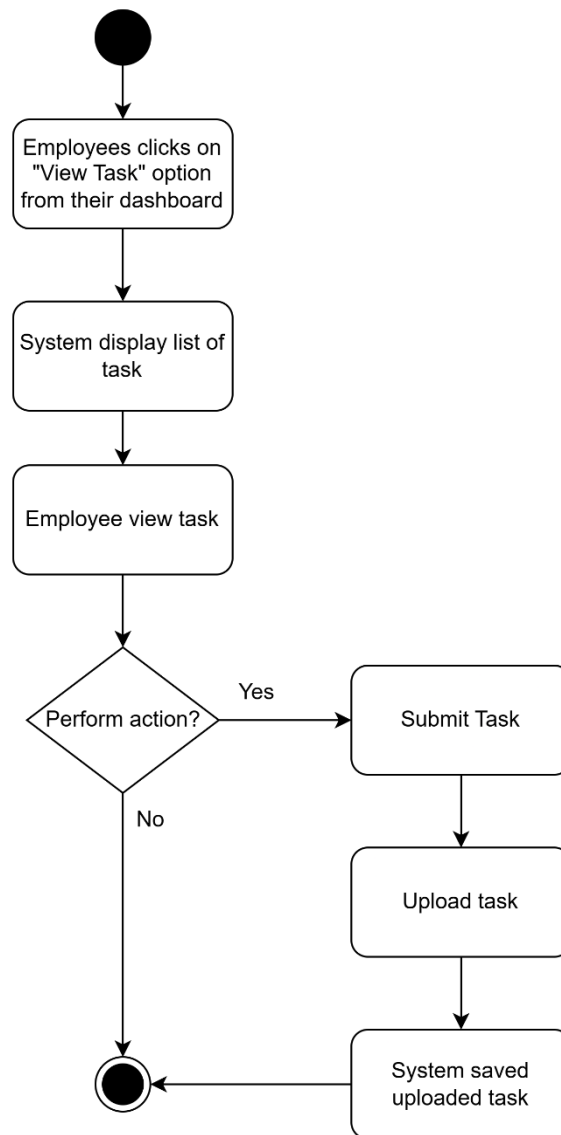 Employees clicks on
"View Task" option
from their dashboard
System display list of
task
Employee view task
Perform action?
Yes
Submit Task
No
Upload task
System saved
uploaded task